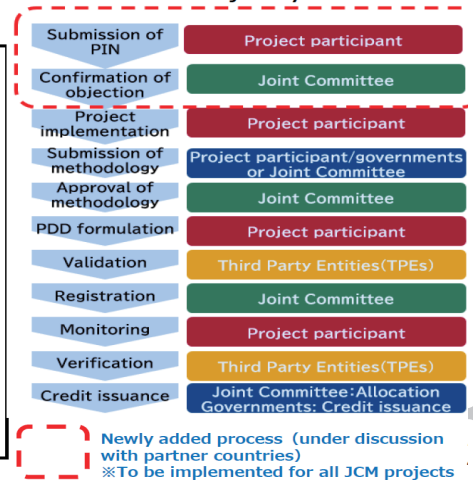 Submission of
PIN
Project participant
Confirmation of
objection
Joint Committee
Project
implementation
Project participant
Submission of
methodology
Project participant/governments
or Joint Committee
Approval of
methodology
Joint Committee
PDD formulation
Project participant
Validation
Third Party Entities(TPEs)
Registration
Joint Committee
Monitoring
Project participant
Verification
Third Party Entities(TPEs)
Credit issuance
Joint Committee:Allocation
Governments: Credit issuance
Newly added process (under discussion
with partner countries)
※To be implemented for all JCM projects